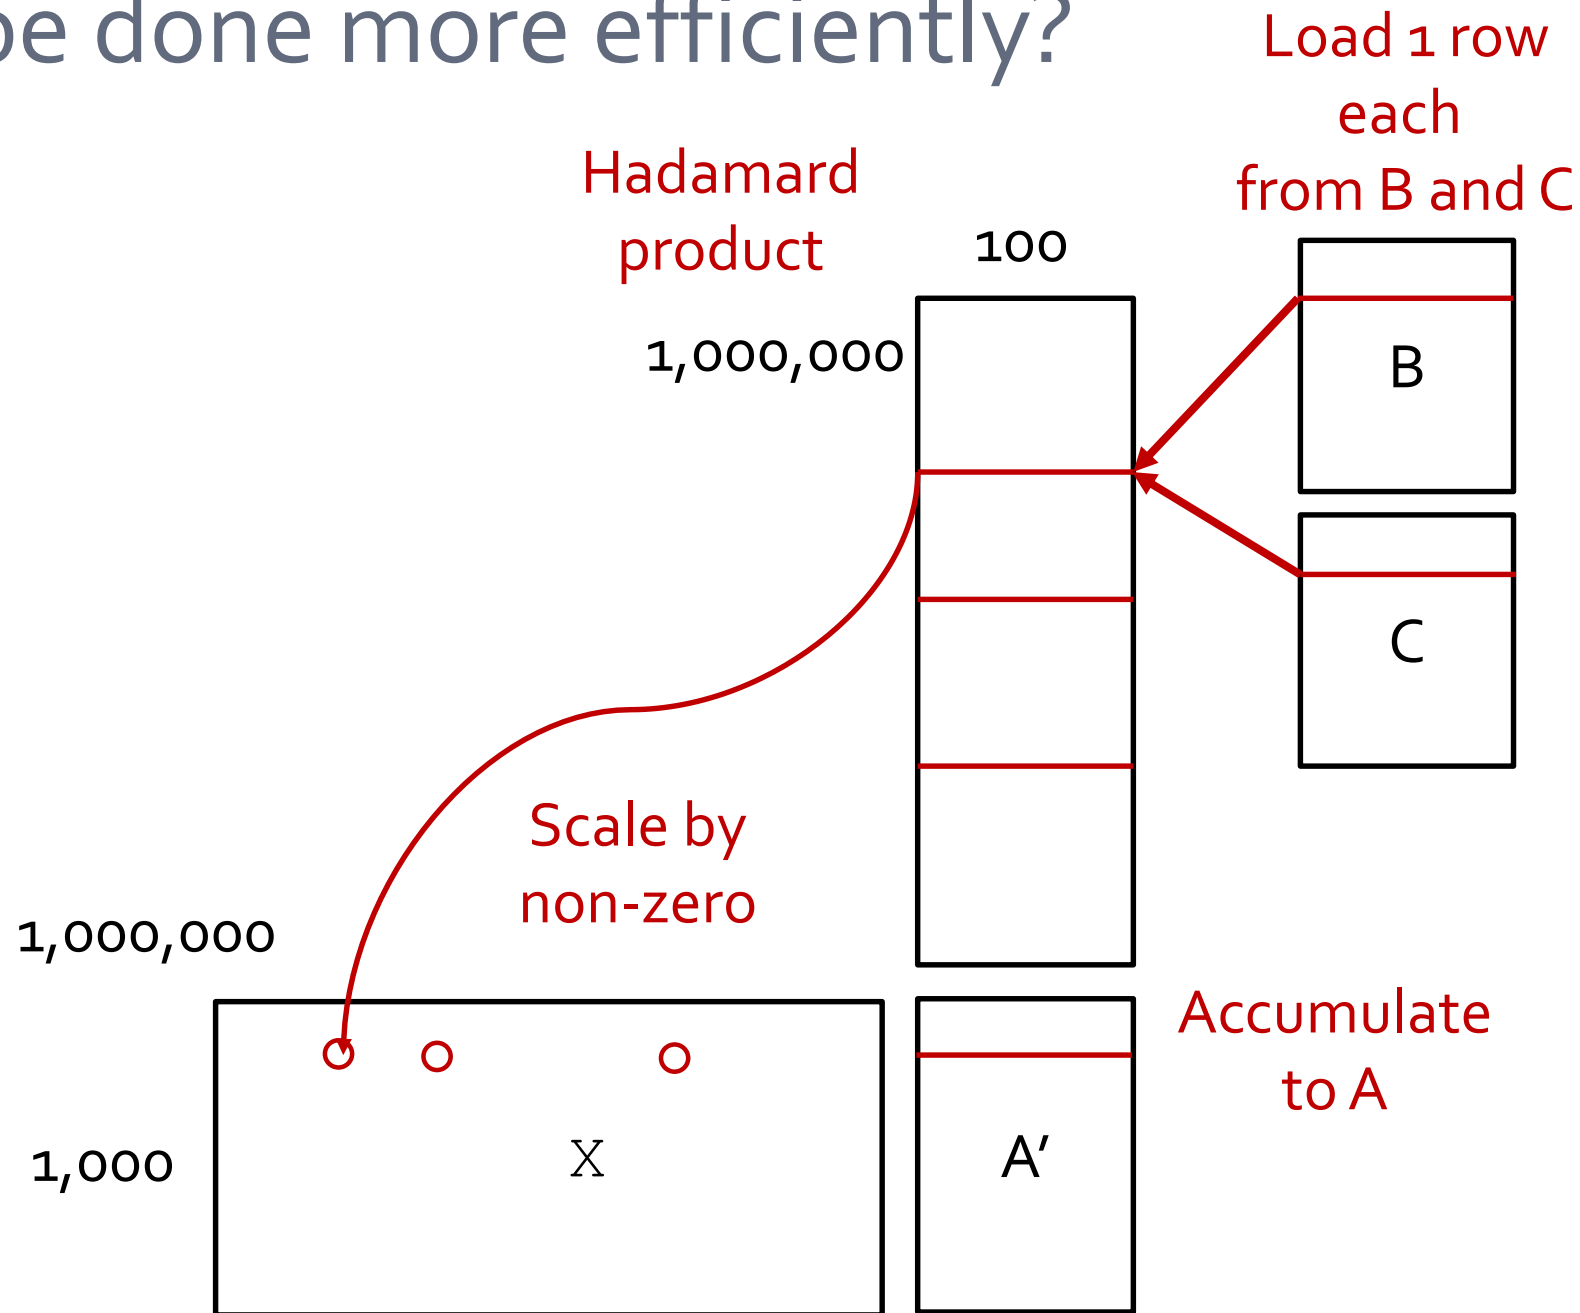 be done more efficiently?
Load 1 row
each
from B and C
Hadamard
product
100
1,000,000
B
C
Scale by
non-zero
1,000,000
Accumulate
to A
1,000
X
A′